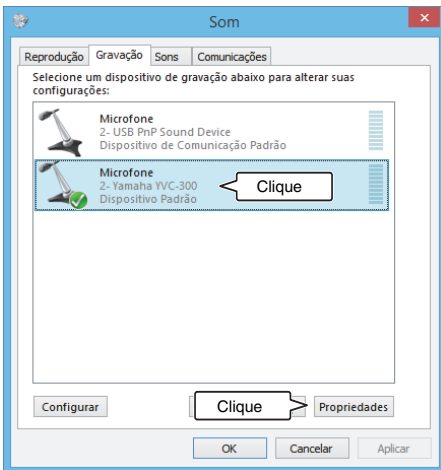 Som
Reprodução Gravação Sons Comunicações
Selecione um dispositivo de gravação abaixo para alterar suas
configurações:
Microfone
2- USB PnP Sound Device
Dispositivo de Comunicação Padrão
Microfone
2- Yamaha YVC-300
Dispositivo Padrão
Clique
Configurar
Clique
Propriedades
OK Cancelar Aplicar